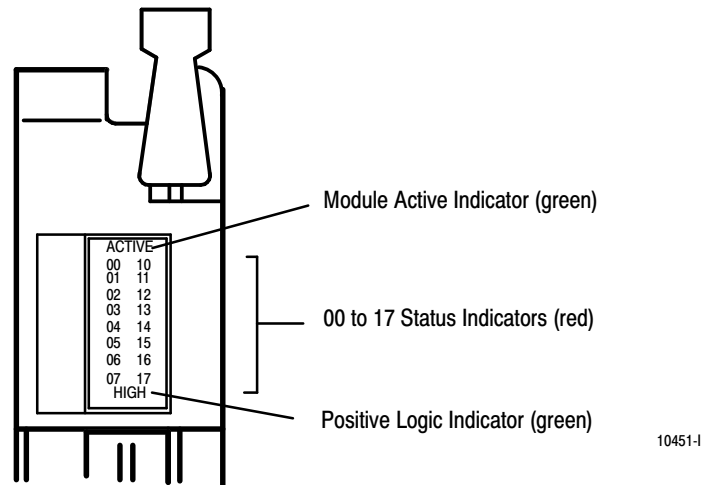 Module Active Indicator (green)
ACTIVE
00 10
01 11
02 12
03 13
04 14
05 15
06 16
07 17
HIGH
00 to 17 Status Indicators (red)
Positive Logic Indicator (green)
10451-I